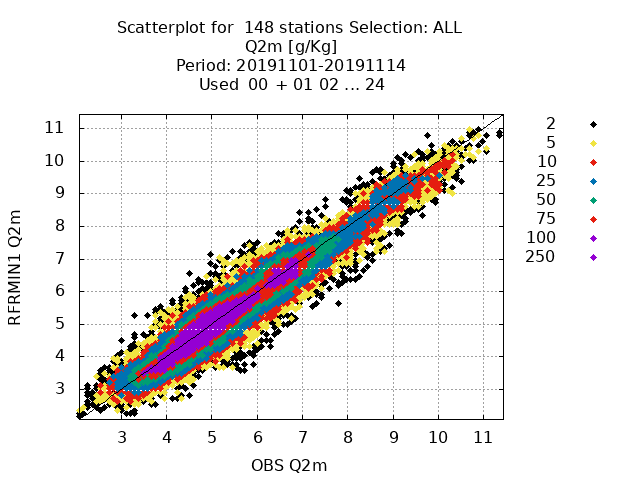 Scatterplot for 148 stations Selection: ALL
Q2m [g/Kg]
Period: 20191101-20191114
Used 00 + 01 02 ... 24
2
5
10
25
50
75
100
250
11
10
9
8
7
6
5
4
3
RFRMIN1 Q2m
3 4 5 6 7 8 9 10 11
OBS Q2m